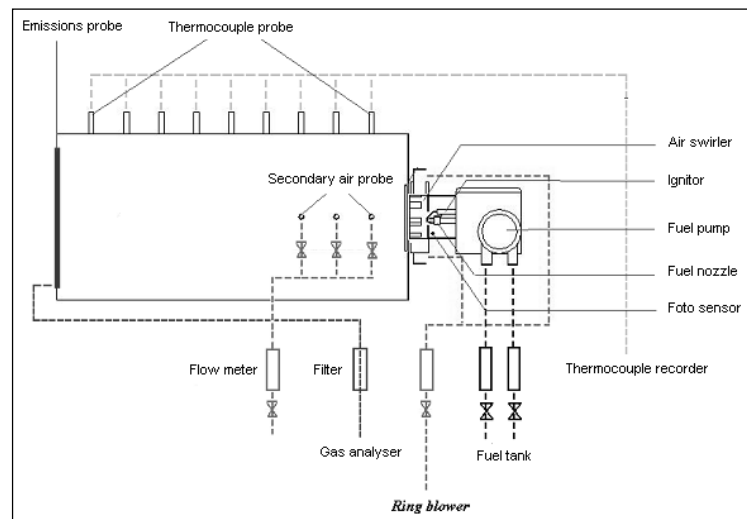 Emissions probe
Thermocouple probe
Air swirler
Secondary air probe
Ignitor
Fuel pump
Fuel nozzle
Foto sensor
Flow meter
Filter
Thermocouple recorder
Gas analyser
Fuel tank
Ring blower